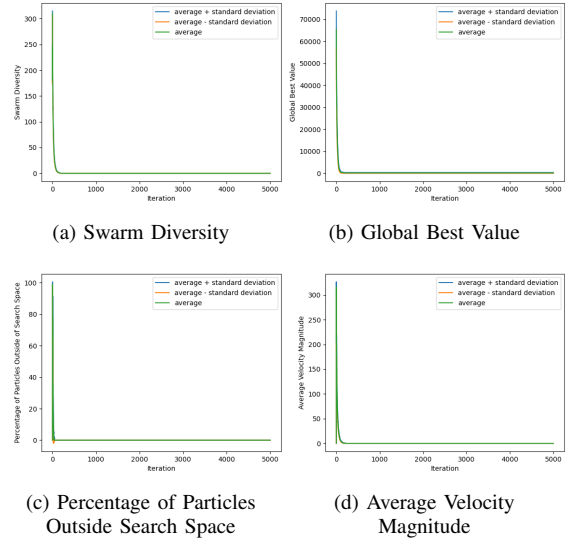 average + standard deviation
average - standard deviation
average
Swarm Diversity
300
250
200
150
100
50
0
0 1000 2000 3000 4000 5000
Iteration
(a) Swarm Diversity
average + standard deviation
average - standard deviation
average
Global Best Value
70000
60000
50000
40000
30000
20000
10000
0
0 1000 2000 3000 4000 5000
Iteration
(b) Global Best Value
average + standard deviation
average - standard deviation
average
Percentage of Particles Outside of Search Space
100
80
60
40
20
0
0 1000 2000 3000 4000 5000
Iteration
(c) Percentage of Particles
Outside Search Space
average + standard deviation
average - standard deviation
average
Average Velocity Magnitude
300
250
200
150
100
50
0
0 1000 2000 3000 4000 5000
Iteration
(d) Average Velocity
Magnitude